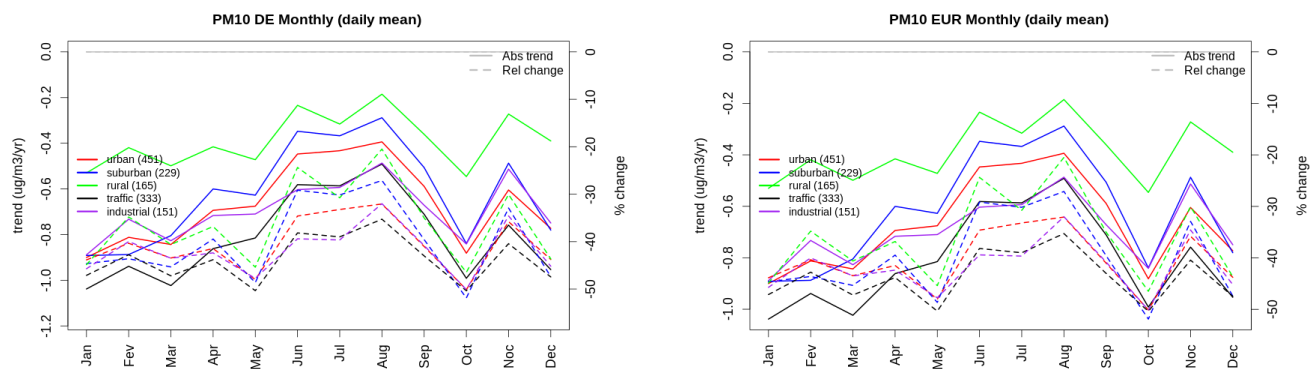 PM10 DE Monthly (daily mean)
trend (ug/m3/yr)
0.0
-0.2
-0.4
-0.6
-0.8
-1.0
-1.2
Abs trend
Rel change
urban (451)
suburban (229)
rural (165)
traffic (333)
industrial (151)
0
-10
-20
-30
-40
-50
% change
Jan
Fev
Mar
Apr
May
Jun
Jul
Aug
Sep
Oct
Noc
Dec
PM10 EUR Monthly (daily mean)
trend (ug/m3/yr)
0.0
-0.2
-0.4
-0.6
-0.8
-1.0
Abs trend
Rel change
urban (451)
suburban (229)
rural (165)
traffic (333)
industrial (151)
0
-10
-20
-30
-40
-50
% change
Jan
Fev
Mar
Apr
May
Jun
Jul
Aug
Sep
Oct
Noc
Dec